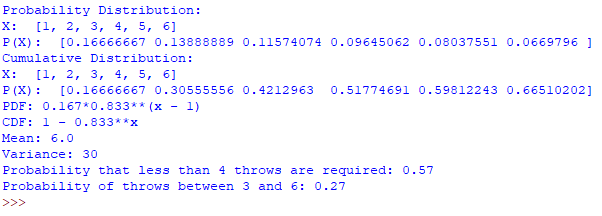 Probability Distribution:
X:  [1, 2, 3, 4, 5, 6]
P(X):  [0.16666667 0.13888889 0.11574074 0.09645062 0.08037551 0.0669796 ]
Cumulative Distribution:
X:  [1, 2, 3, 4, 5, 6]
P(X):  [0.16666667 0.30555556 0.4212963  0.51774691 0.59812243 0.66510202]
PDF: 0.167*0.833**(x - 1)
CDF: 1 - 0.833**x
Mean: 6.0
Variance: 30
Probability that less than 4 throws are required: 0.57
Probability of throws between 3 and 6: 0.27
>>>